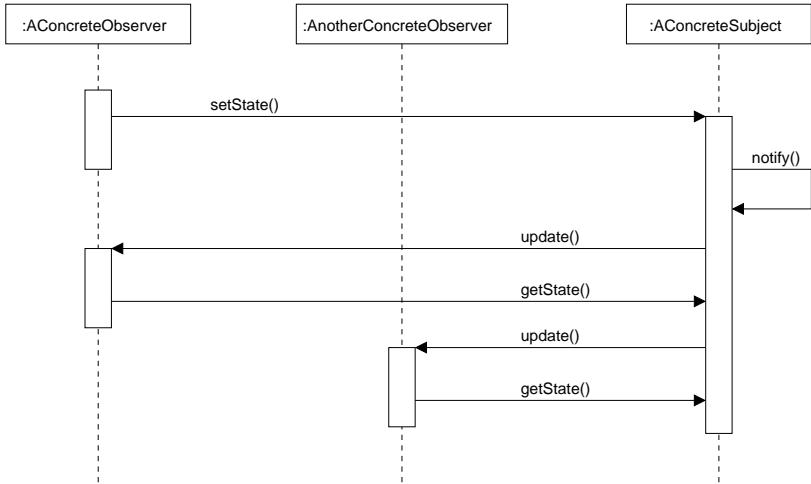 :AConcreteObserver
:AnotherConcreteObserver
:AConcreteSubject
setState()
notify()
update()
getState()
update()
getState()